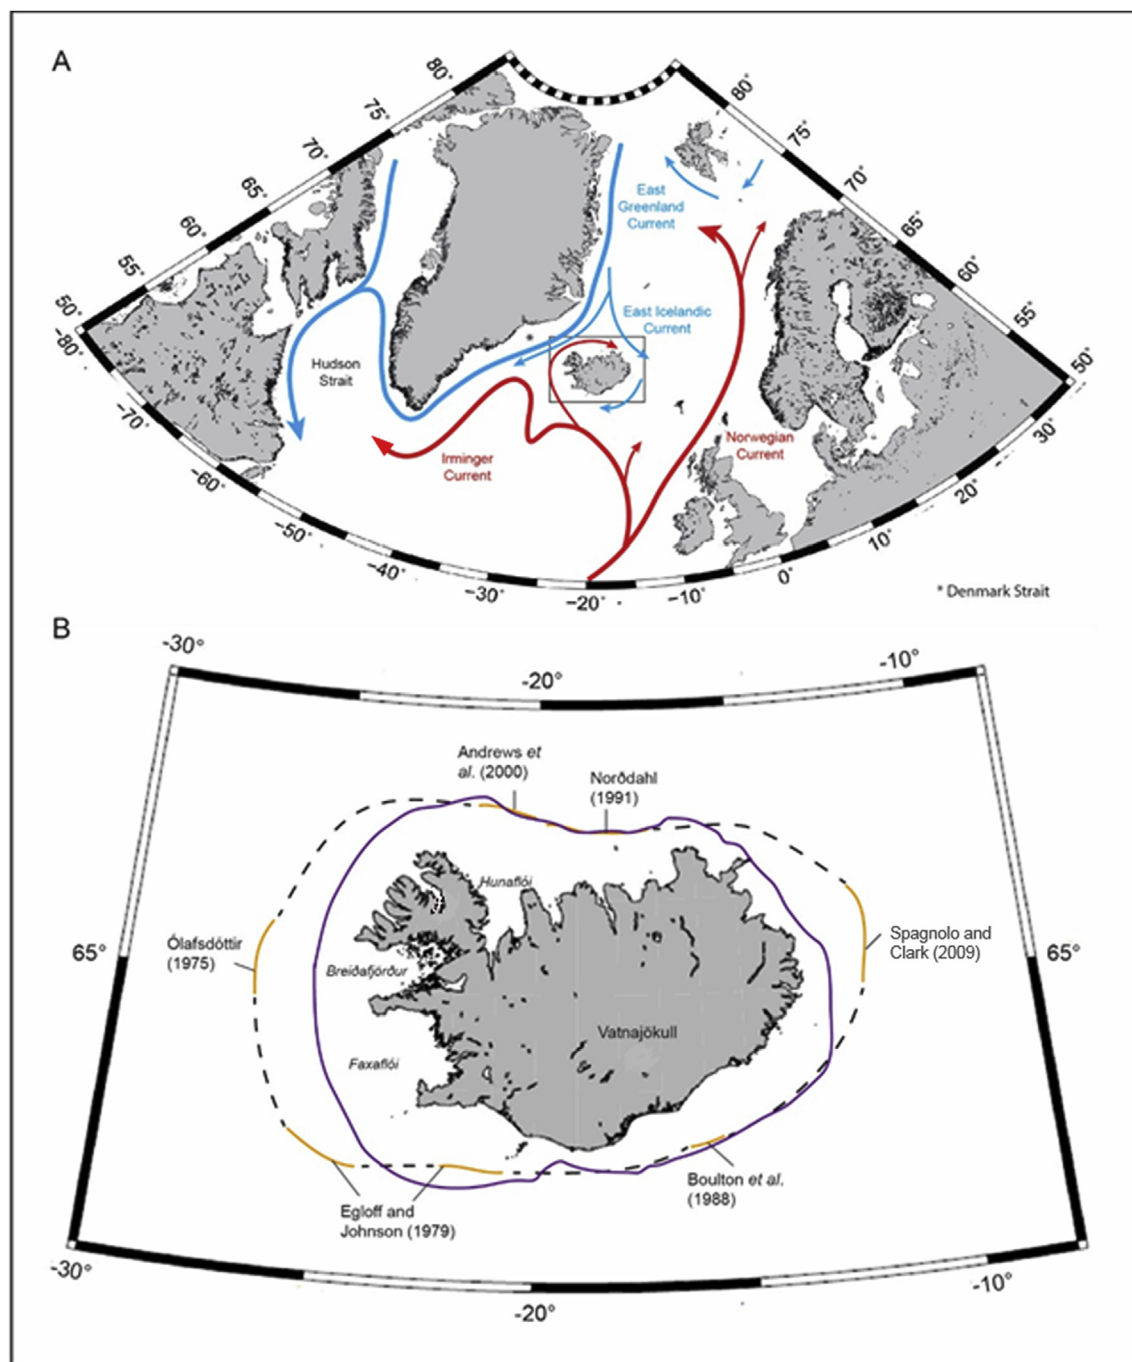 A
80°
75°
70°
65°
60°
55°
50°
-80°
-70°
-60°
-50°
-40°
-30°
-20°
-10°
0°
10°
20°
30°
50°
55°
60°
65°
70°
75°
80°
East
Greenland
Current
East Icelandic
Current
Hudson
Strait
Irminger
Current
Norwegian
Current
*
* Denmark Strait
B
-30°
-20°
-10°
Andrews et
al. (2000)
Norðdahl
(1991)
Hunaflói
Ólafsdóttir
(1975)
65°
Breiðafjörður
Spagnolo and
Clark (2009)
65°
Vatnajökull
Faxaflói
Boulton et al.
(1988)
Egloff and
Johnson (1979)
-30°
-20°
-10°